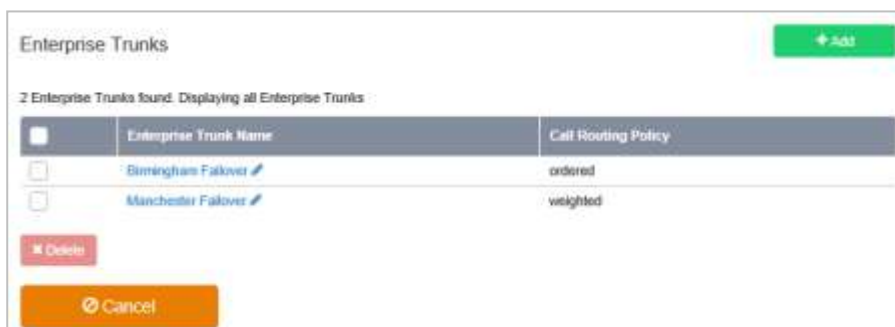 Enterprise Trunks
Add
2 Enterprise Trunks found. Displaying all Enterprise Trunks
Enterprise Trunk Name Call Routing Policy
Birmingham Failover ordered
Manchester Failover weighted
Delete
Cancel